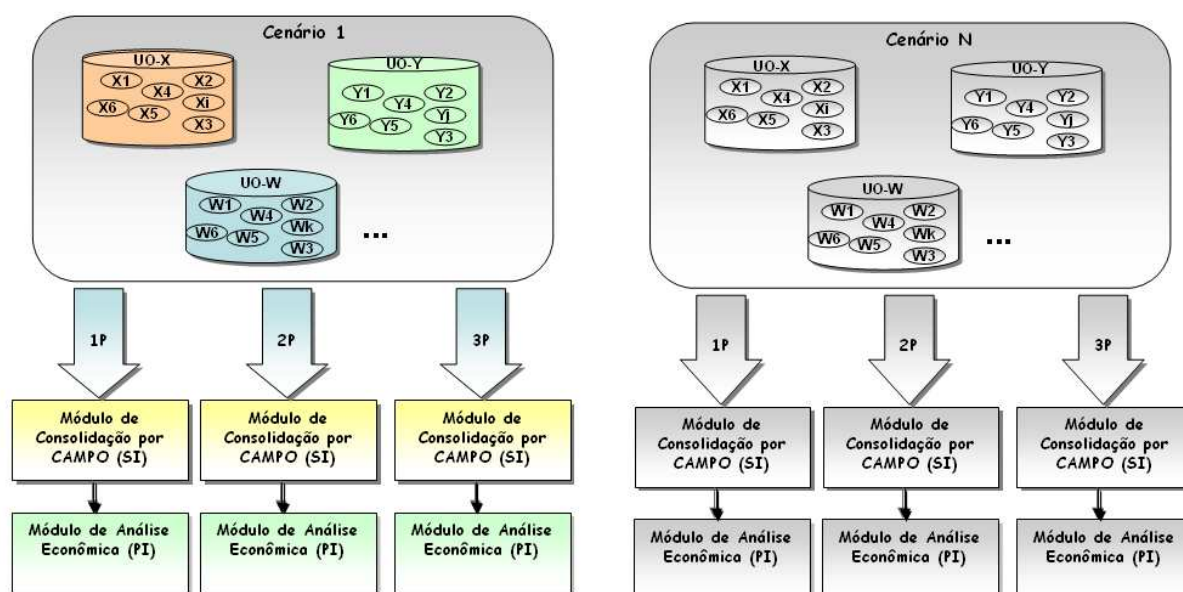 Cenário 1
UO-X
X1
X2
X4
Xi
X6
X5
X3
UO-Y
Y1
Y2
Y4
Yj
Y6
Y5
Y3
UO-W
W1
W2
W4
Wk
W6
W5
W3
...
1P
2P
3P
Módulo de
Consolidação por
CAMPO (SI)
Módulo de
Consolidação por
CAMPO (SI)
Módulo de
Consolidação por
CAMPO (SI)
Módulo de Análise
Econômica (PI)
Módulo de Análise
Econômica (PI)
Módulo de Análise
Econômica (PI)
Cenário N
UO-X
X1
X2
X4
Xi
X6
X5
X3
UO-Y
Y1
Y2
Y4
Yj
Y6
Y5
Y3
UO-W
W1
W2
W4
Wk
W6
W5
W3
...
1P
2P
3P
Módulo de
Consolidação por
CAMPO (SI)
Módulo de
Consolidação por
CAMPO (SI)
Módulo de
Consolidação por
CAMPO (SI)
Módulo de Análise
Econômica (PI)
Módulo de Análise
Econômica (PI)
Módulo de Análise
Econômica (PI)